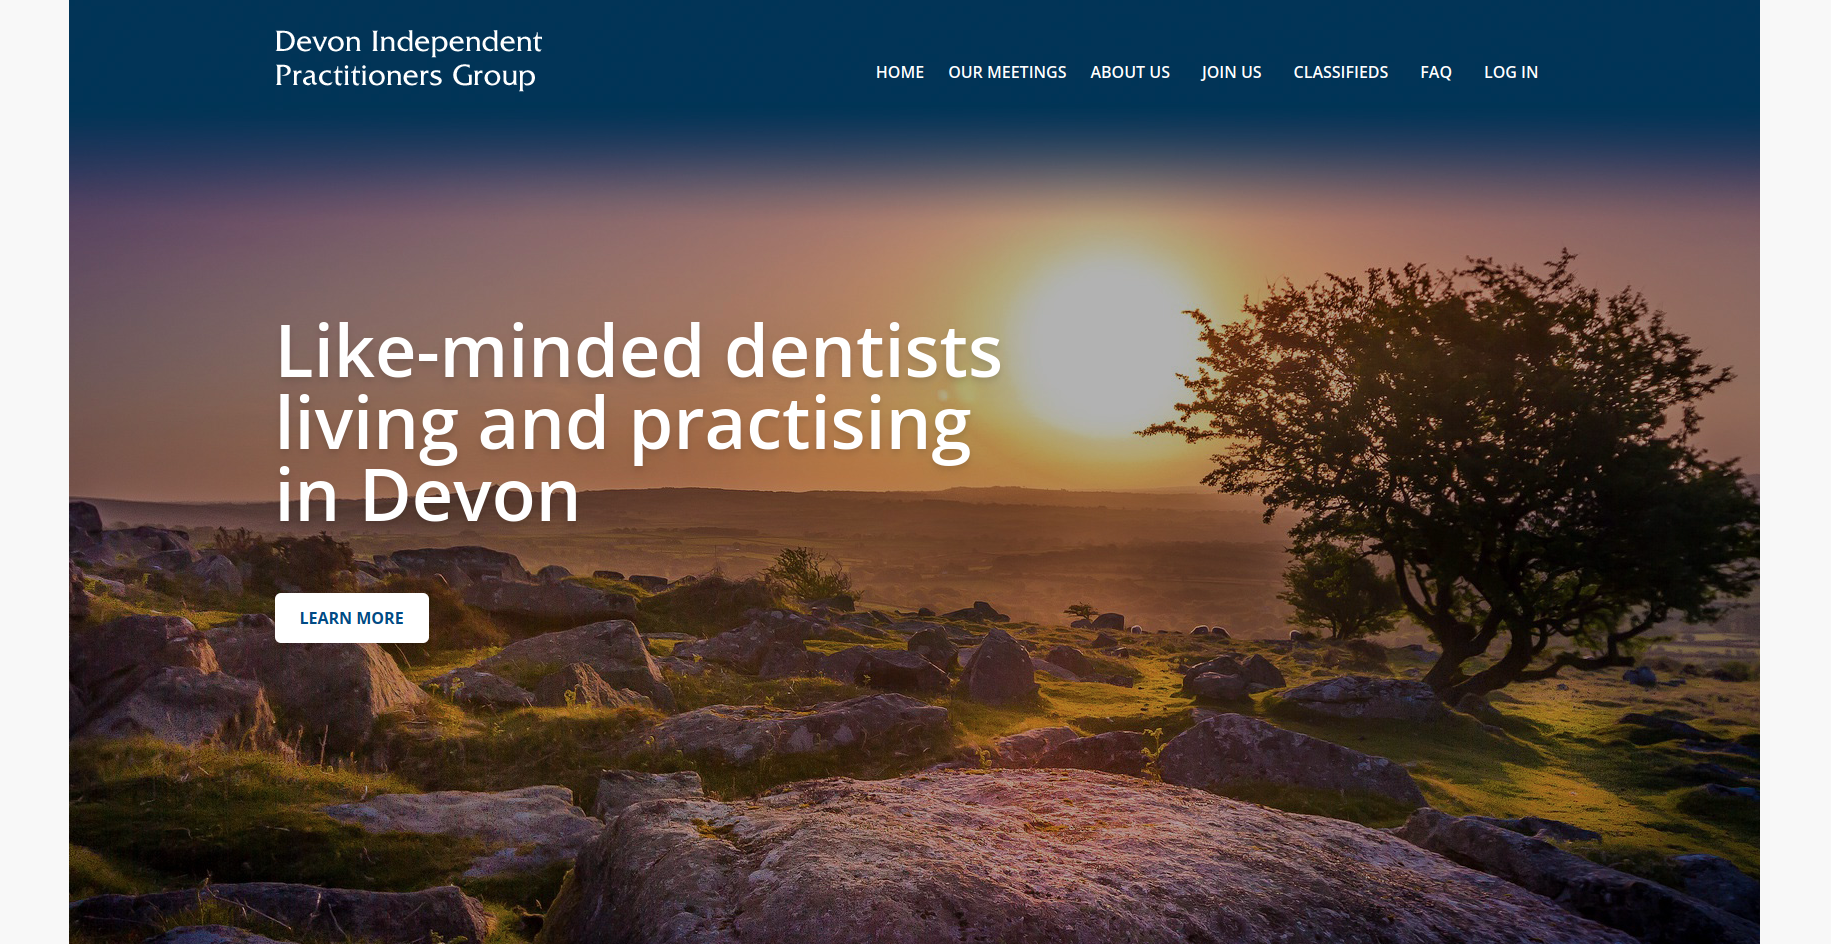 Devon Independent
Practitioners Group
HOME OUR MEETINGS ABOUT US JOIN US CLASSIFIEDS FAQ LOG IN
Like-minded dentists
living and practising
in Devon
LEARN MORE